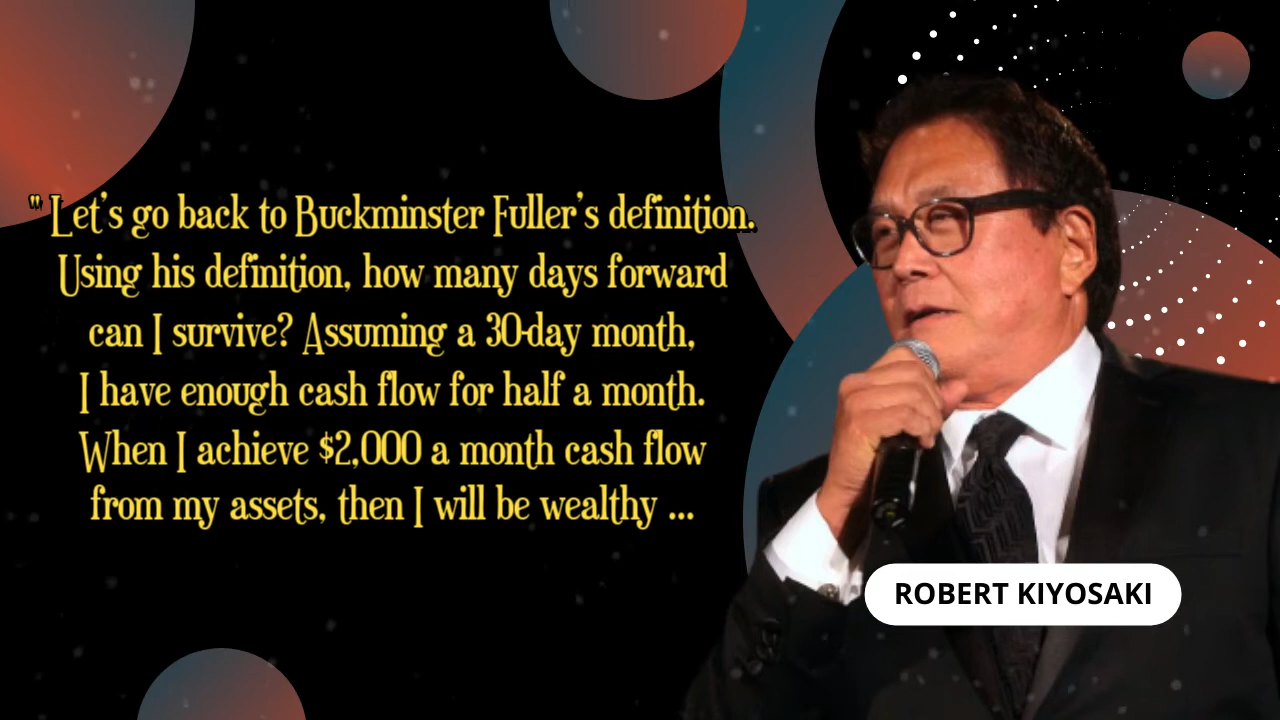 " Let's go back to Buckminster Fuller's definition.
Using his definition, how many days forward
can I survive? Assuming a 30-day month,
I have enough cash flow for half a month.
When I achieve $2,000 a month cash flow
from my assets, then I will be wealthy ...
ROBERT KIYOSAKI